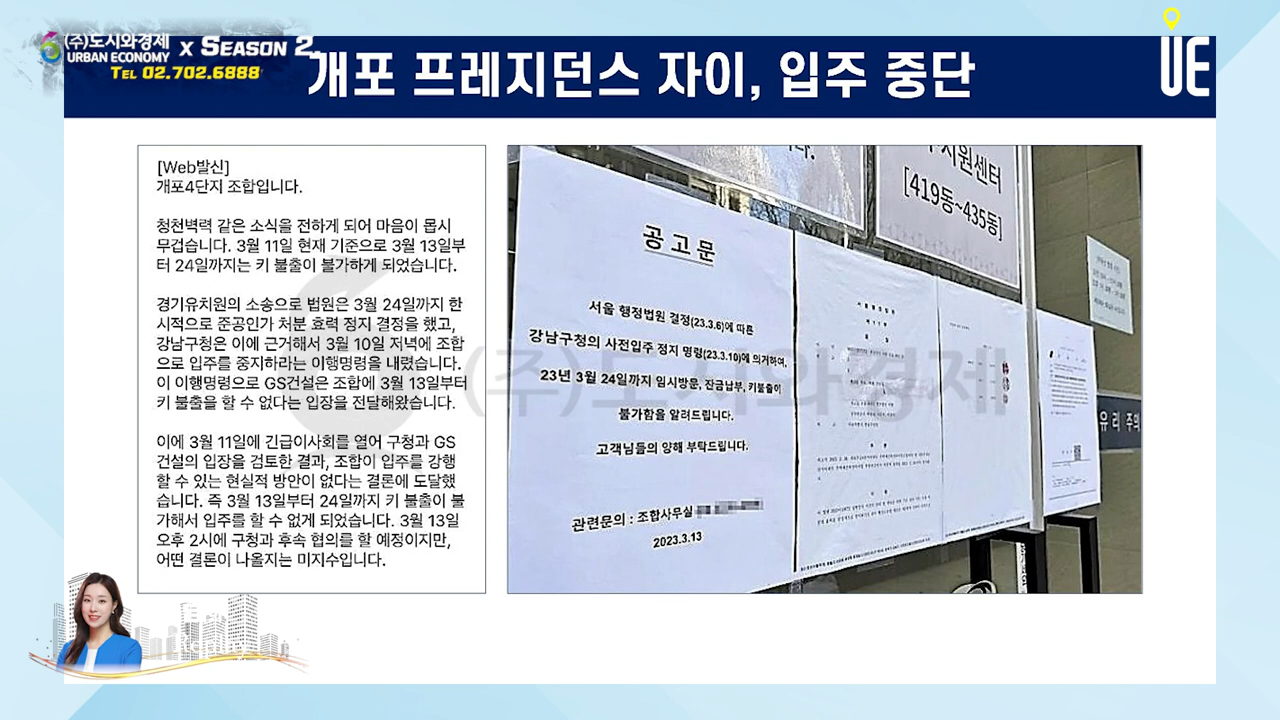 (주)도시와경제 x SEASON 2
URBAN ECONOMY
TEL 02.702.6888
개포 프레지던스 자이, 입주 중단
UE
[Web발신]
개포4단지 조합입니다.
청천벽력 같은 소식을 전하게 되어 마음이 몹시
무겁습니다. 3월 11일 현재 기준으로 3월 13일부
터 24일까지는 키 불출이 불가하게 되었습니다.
경기유치원의 소송으로 법원은 3월 24일까지 한
시적으로 준공인가 처분 효력 정지 결정을 했고,
강남구청은 이에 근거해서 3월 10일 저녁에 조합
으로 입주를 중지하라는 이행명령을 내렸습니다.
이 이행명령으로 GS건설은 조합에 3월 13일부터
키 불출을 할 수 없다는 입장을 전해왔습니다.
이에 3월 11일에 긴급이사회를 열어 구청과 GS
건설의 입장을 검토한 결과, 조합이 입주를 강행
할 수 있는 현실적 방안이 없다는 결론에 도달했
습니다. 즉 3월 13일부터 24일까지 키 불출이 불
가해서 입주를 할 수 없게 되었습니다. 3월 13일
오후 2시에 구청과 후속 협의를 할 예정이지만,
어떤 결론이 나올지는 미지수입니다.
지원센터
[419동~435동]
공고문
서울 행정법원 결정(23.3.6)에 따른
강남구청의 사전입주 정지 명령(23.3.10)에 의거하여,
23년 3월 24일까지 임시방문, 잔금납부, 키불출이
불가함을 알려드립니다.
고객님들의 양해 부탁드립니다.
관련문의 : 조합사무실
2023.3.13
유리 주의
(주)도시와경제